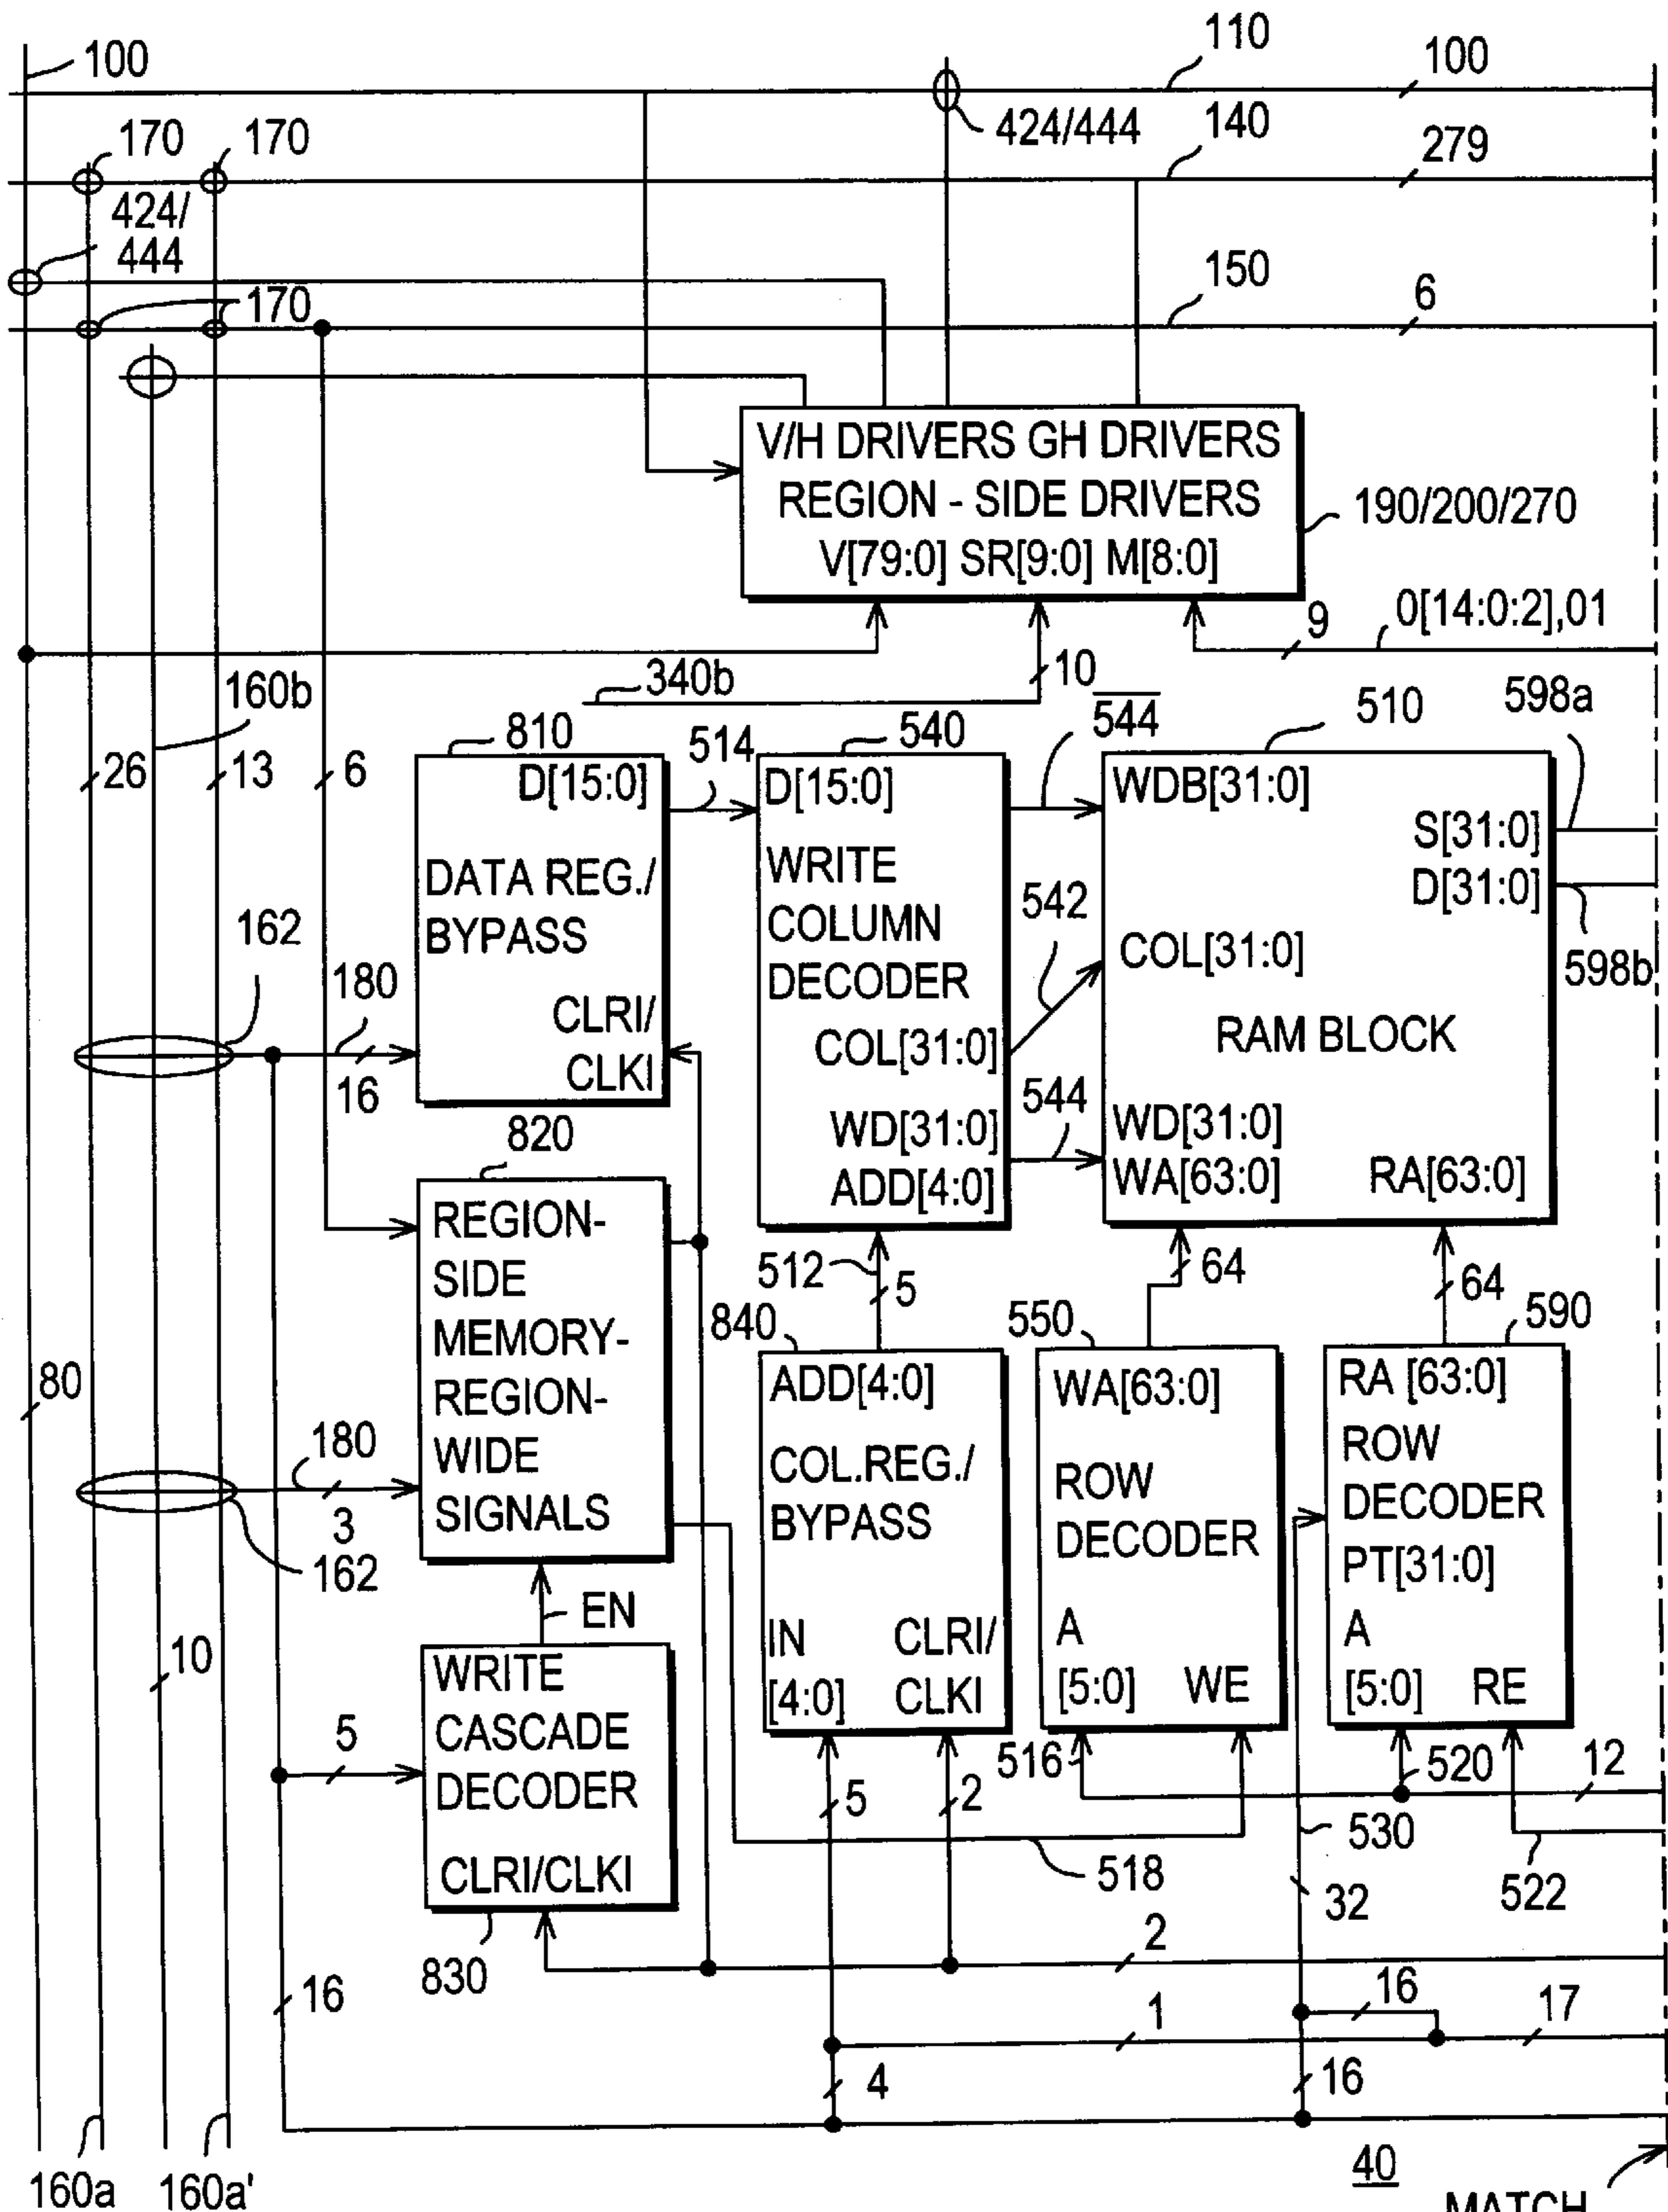 100
110
100
424/444
170
170
140
279
424/
444
170
150
6
V/H DRIVERS GH DRIVERS
REGION - SIDE DRIVERS
V[79:0] SR[9:0] M[8:0]
190/200/270
9
0[14:0:2],01
160b
340b
10
26
13
6
810
D[15:0]
DATA REG./
BYPASS
CLRI/
CLKI
514
540
D[15:0]
WRITE
COLUMN
DECODER
COL[31:0]
WD[31:0]
ADD[4:0]
544
542
544
510
598a
WDB[31:0]
S[31:0]
D[31:0]
598b
COL[31:0]
RAM BLOCK
WD[31:0]
WA[63:0]
RA[63:0]
162
180
16
820
REGION-
SIDE
MEMORY-
REGION-
WIDE
SIGNALS
80
180
3
162
512
5
64
64
840
ADD[4:0]
COL.REG./
BYPASS
IN
[4:0]
CLRI/
CLKI
550
WA[63:0]
ROW
DECODER
A
[5:0]
WE
590
RA [63:0]
ROW
DECODER
PT[31:0]
A
[5:0]
RE
EN
10
5
WRITE
CASCADE
DECODER
CLRI/CLKI
830
5
2
516
520
12
530
518
32
522
2
16
1
16
17
4
16
160a
160a'
40
MATCH